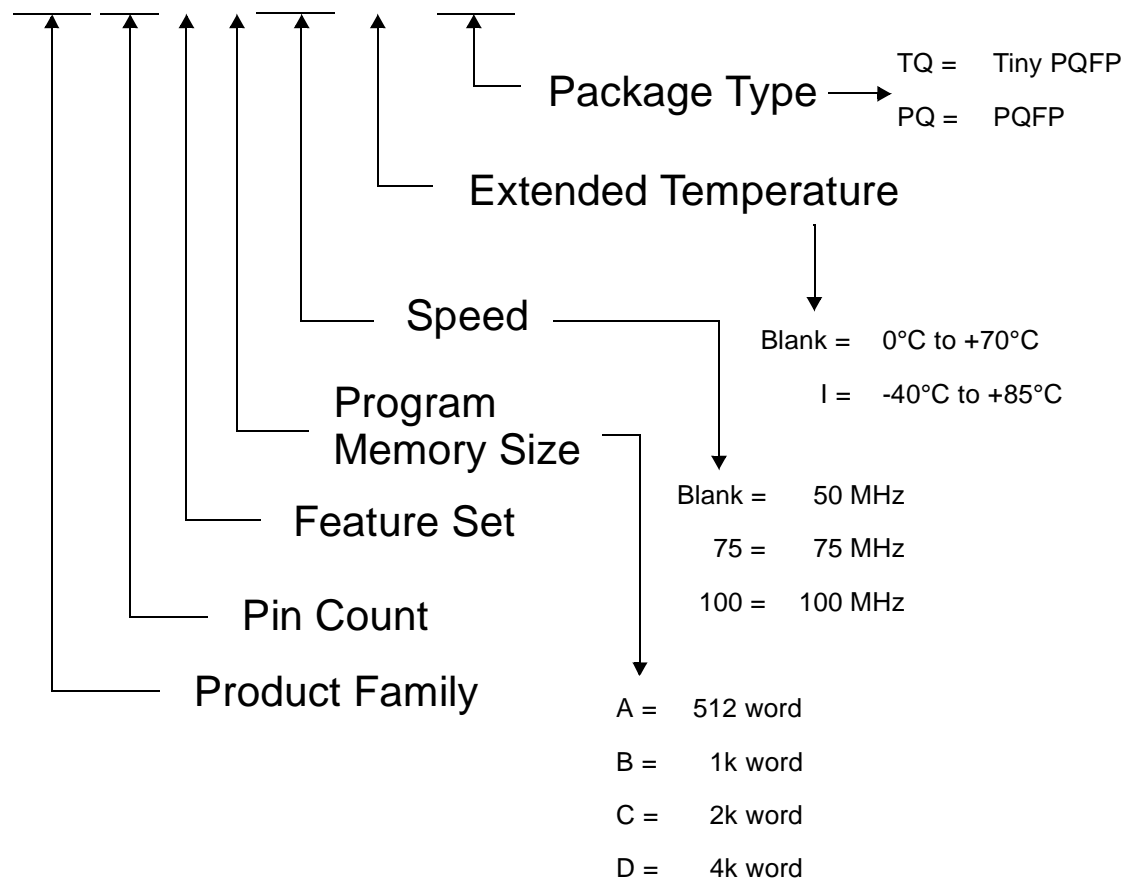 TQ = Tiny PQFP
Package Type
PQ = PQFP
Extended Temperature
Speed
Blank = 0°C to +70°C
I = -40°C to +85°C
Program
Memory Size
Blank = 50 MHz
Feature Set
75 = 75 MHz
100 = 100 MHz
Pin Count
Product Family
A = 512 word
B = 1k word
C = 2k word
D = 4k word